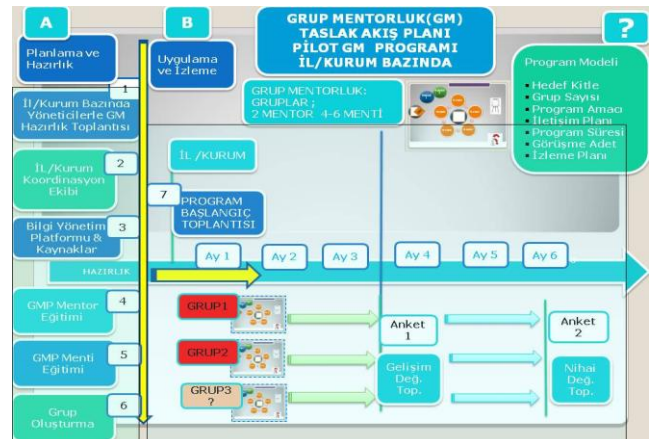 A
B
GRUP MENTORLUK(GM)
TASLAK AKIŞ PLANI
PİLOT GM PROGRAMI
İL/KURUM BAZINDA
?
Planlama ve
Hazırlık
Uygulama
ve İzleme
GRUP MENTORLUK:
GRUPLAR ;
2 MENTOR 4-6 MENTİ
Program Modeli
▪ Hedef Kitle
▪ Grup Sayısı
▪ Program Amacı
▪ İletişim Planı
▪ Program Süresi
▪ Görüşme Adet
▪ İzleme Planı
1
İl/Kurum Bazında
Yöneticilerle GM
Hazırlık Toplantısı
2
İL/Kurum
Koordinasyon
Ekibi
3
Bilgi Yönetim
Platformu &
Kaynaklar
İL /KURUM
7
PROGRAM
BAŞLANGIÇ
TOPLANTISI
HAZIRLIK
Ay 1
Ay 2
Ay 3
Ay 4
Ay 5
Ay 6
4
GMP Mentor
Eğitimi
5
GMP Menti
Eğitimi
6
Grup
Oluşturma
GRUP1
GRUP2
GRUP3
?
Anket
1
Gelişim
Değ.
Top.
Anket
2
Nihai
Değ.
Top.